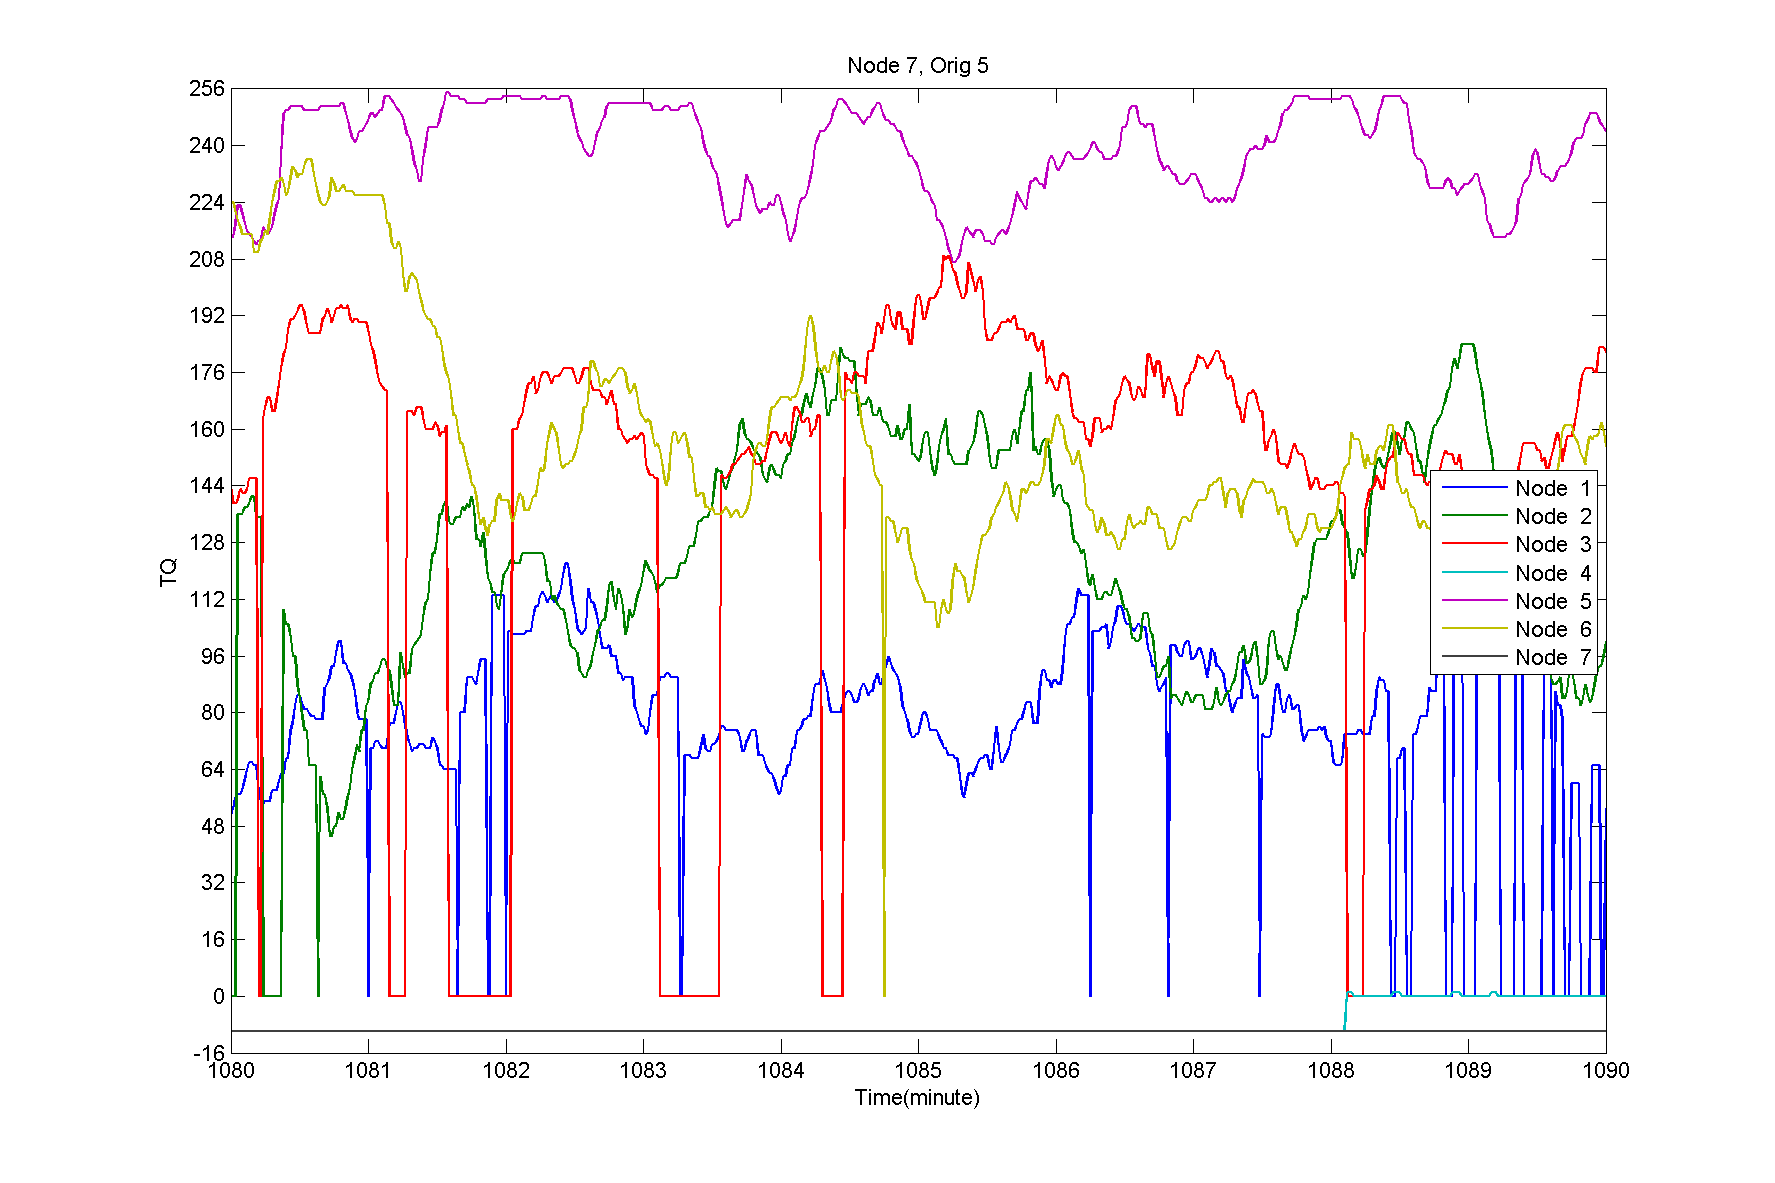 Node 7, Orig 5
256
240
224
208
192
176
160
144
128
112
96
80
64
48
32
16
0
-16
TQ
1080 1081 1082 1083 1084 1085 1086 1087 1088 1089 1090
Time(minute)
Node 1
Node 2
Node 3
Node 4
Node 5
Node 6
Node 7